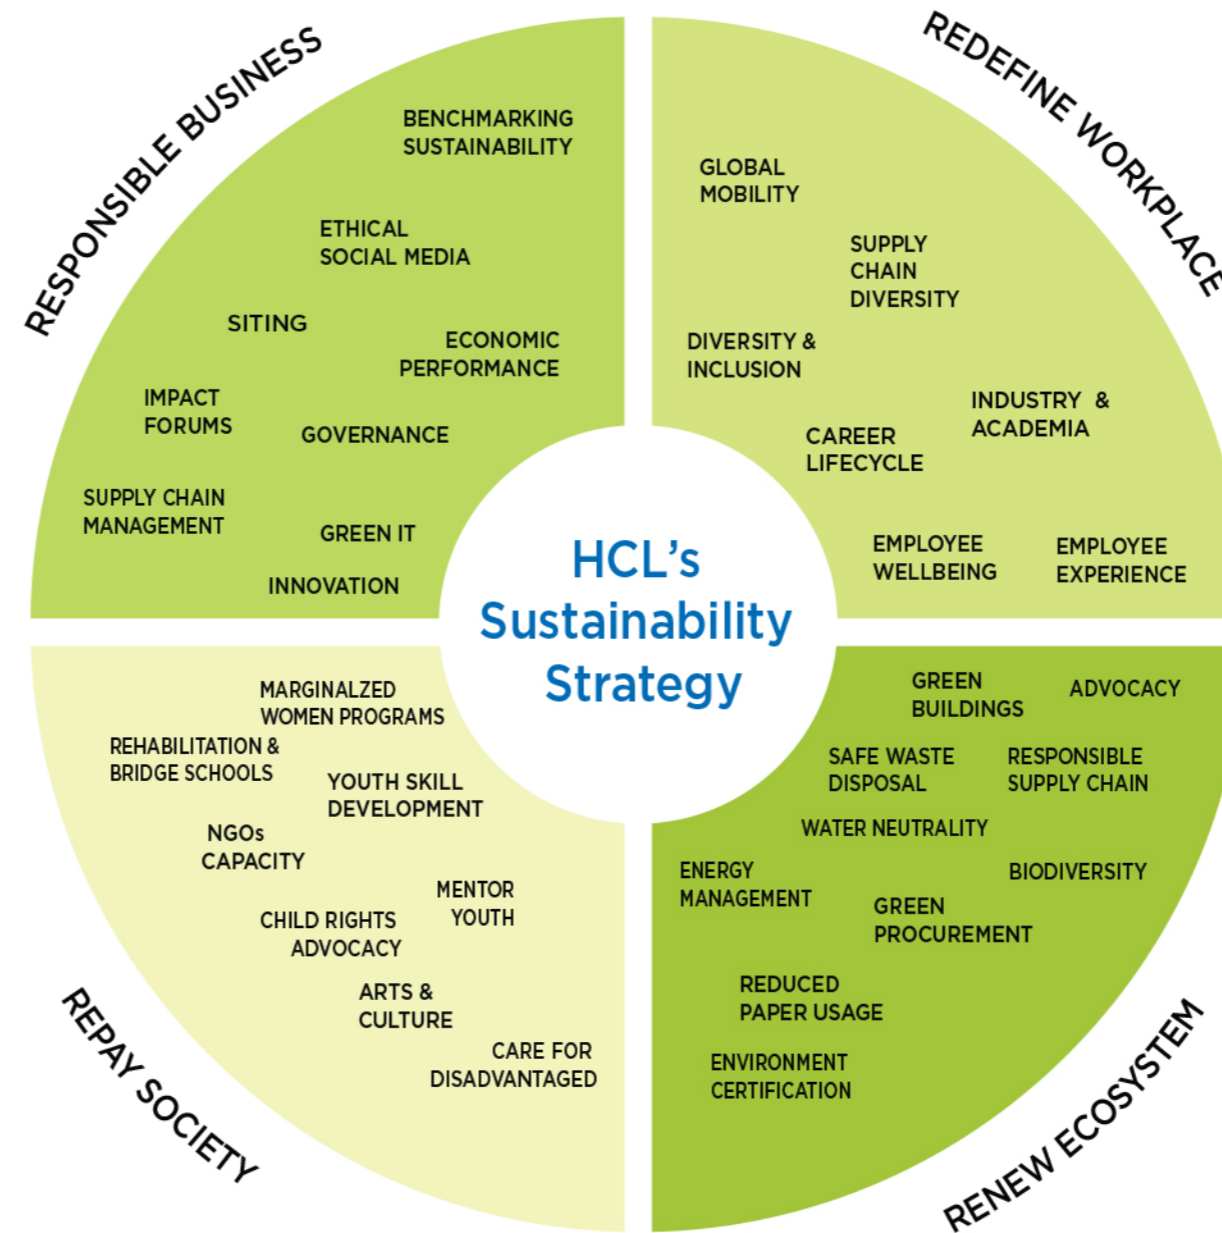 RESPONSIBLE BUSINESS
BENCHMARKING
SUSTAINABILITY
ETHICAL
SOCIAL MEDIA
SITING
ECONOMIC
PERFORMANCE
IMPACT
FORUMS
GOVERNANCE
SUPPLY CHAIN
MANAGEMENT
GREEN IT
INNOVATION
REDEFINE WORKPLACE
GLOBAL
MOBILITY
SUPPLY
CHAIN
DIVERSITY
DIVERSITY &
INCLUSION
INDUSTRY &
ACADEMIA
CAREER
LIFECYCLE
EMPLOYEE
WELLBEING
EMPLOYEE
EXPERIENCE
HCL's
Sustainability
Strategy
MARGINALZED
WOMEN PROGRAMS
REHABILITATION &
BRIDGE SCHOOLS
YOUTH SKILL
DEVELOPMENT
NGOs
CAPACITY
MENTOR
YOUTH
CHILD RIGHTS
ADVOCACY
ARTS &
CULTURE
CARE FOR
DISADVANTAGED
REPAY SOCIETY
GREEN
BUILDINGS
ADVOCACY
SAFE WASTE
DISPOSAL
RESPONSIBLE
SUPPLY CHAIN
WATER NEUTRALITY
ENERGY
MANAGEMENT
BIODIVERSITY
GREEN
PROCUREMENT
REDUCED
PAPER USAGE
ENVIRONMENT
CERTIFICATION
RENEW ECOSYSTEM